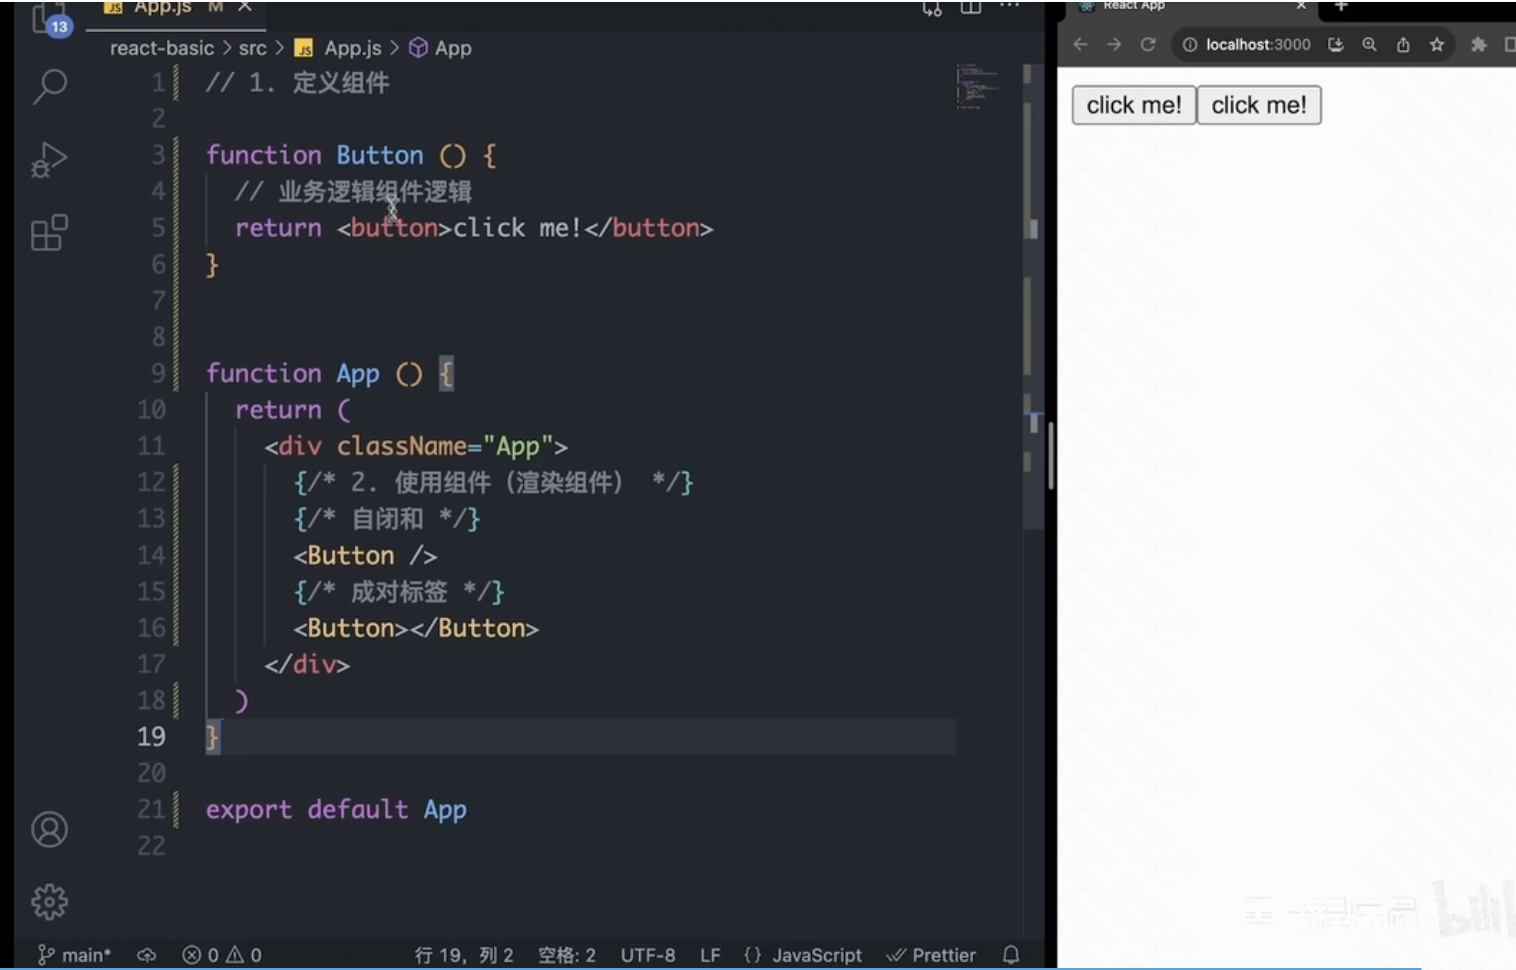 13
JS App.js M
React App
react-basic > src > JS App.js > App
localhost:3000
1 // 1. 定义组件
2
3 function Button () {
4 // 业务逻辑组件逻辑
5 return <button>click me!</button>
6 }
7
8
9 function App () {
10 return (
11 <div className="App">
12 {/* 2. 使用组件（渲染组件） */}
13 {/* 自闭和 */}
14 <Button />
15 {/* 成对标签 */}
16 <Button></Button>
17 </div>
18 )
19 }
20
21 export default App
22
click me! click me!
main* 0 0 行 19, 列 2 空格: 2 UTF-8 LF {} JavaScript Prettier